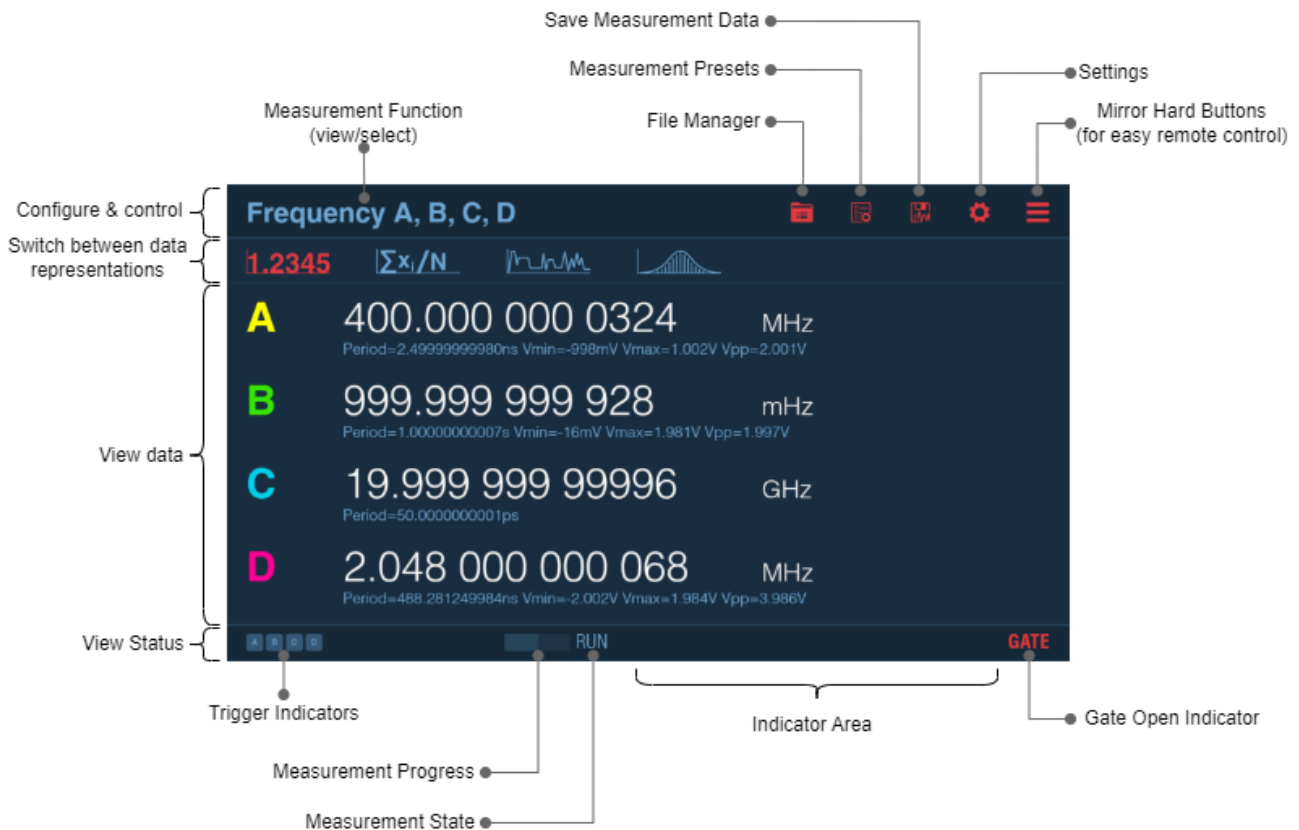 Save Measurement Data
Measurement Presets
Settings
Measurement Function
(view/select)
File Manager
Mirror Hard Buttons
(for easy remote control)
Configure & control
Frequency A, B, C, D
Switch between data
representations
1.2345
∑xᵢ/N
A
400.000 000 0324 MHz
Period=2.49999999980ns Vmin=-998mV Vmax=1.002V Vpp=2.001V
B
999.999 999 928 mHz
Period=1.00000000007s Vmin=-16mV Vmax=1.981V Vpp=1.997V
View data
C
19.999 999 99996 GHz
Period=50.0000000001ps
D
2.048 000 000 068 MHz
Period=488.281249984ns Vmin=-2.002V Vmax=1.984V Vpp=3.986V
View Status
A B C D
RUN
GATE
Trigger Indicators
Indicator Area
Gate Open Indicator
Measurement Progress
Measurement State